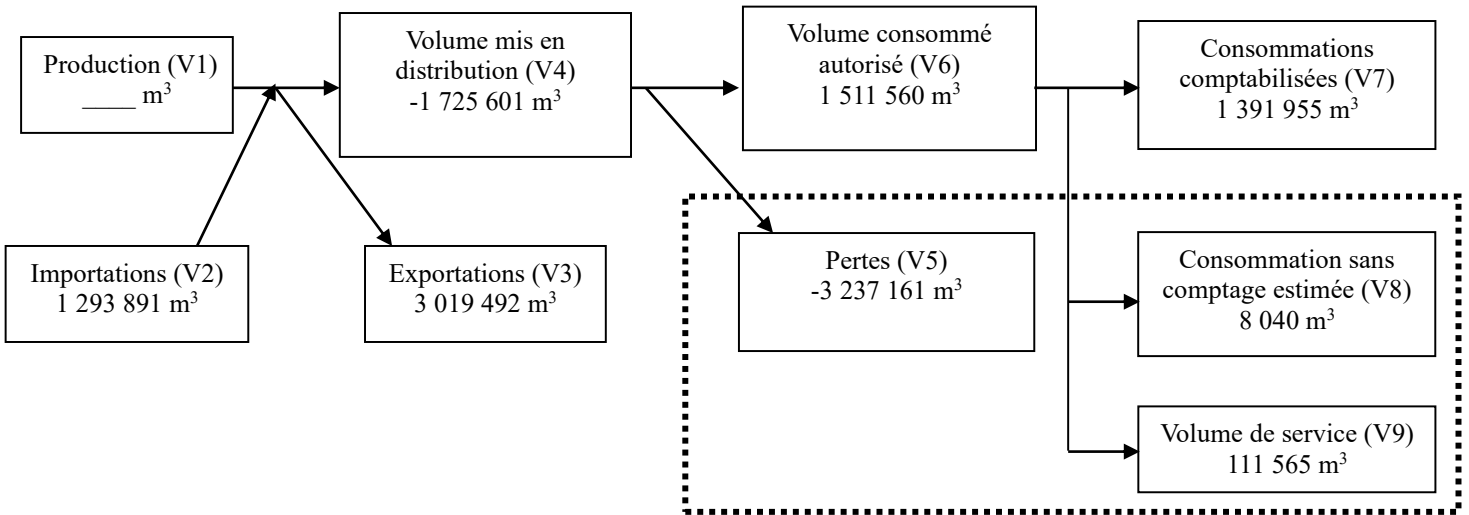 Production (V1)
____ m³
Volume mis en
distribution (V4)
-1 725 601 m³
Volume consommé
autorisé (V6)
1 511 560 m³
Consommations
comptabilisées (V7)
1 391 955 m³
Importations (V2)
1 293 891 m³
Exportations (V3)
3 019 492 m³
Pertes (V5)
-3 237 161 m³
Consommation sans
comptage estimée (V8)
8 040 m³
Volume de service (V9)
111 565 m³